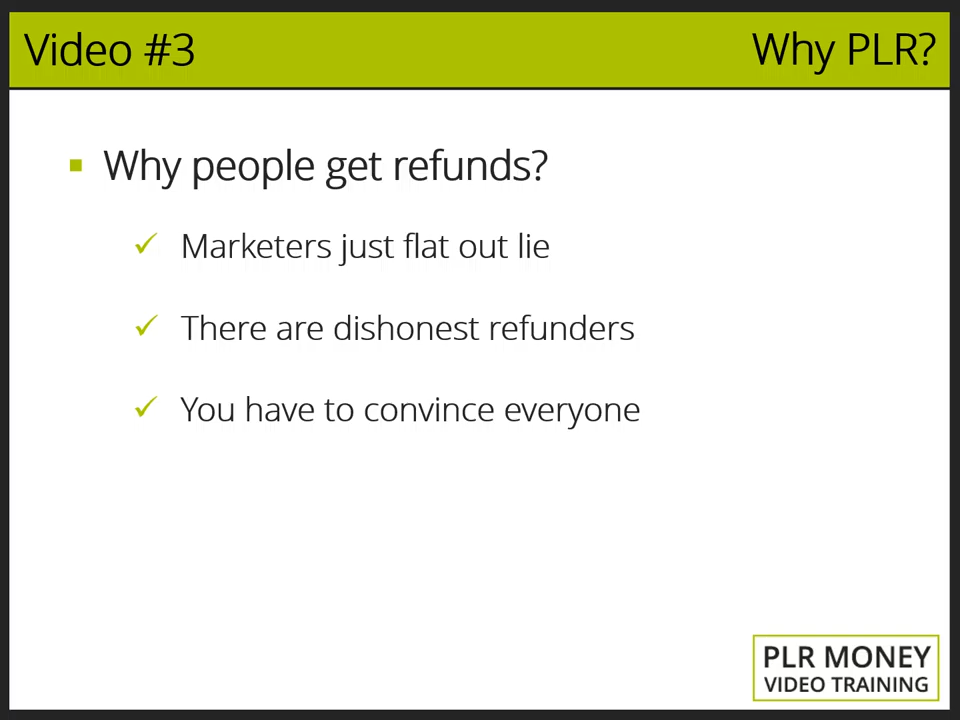 Video #3
Why PLR?
Why people get refunds?
Marketers just flat out lie
There are dishonest refunders
You have to convince everyone
PLR MONEY
VIDEO TRAINING